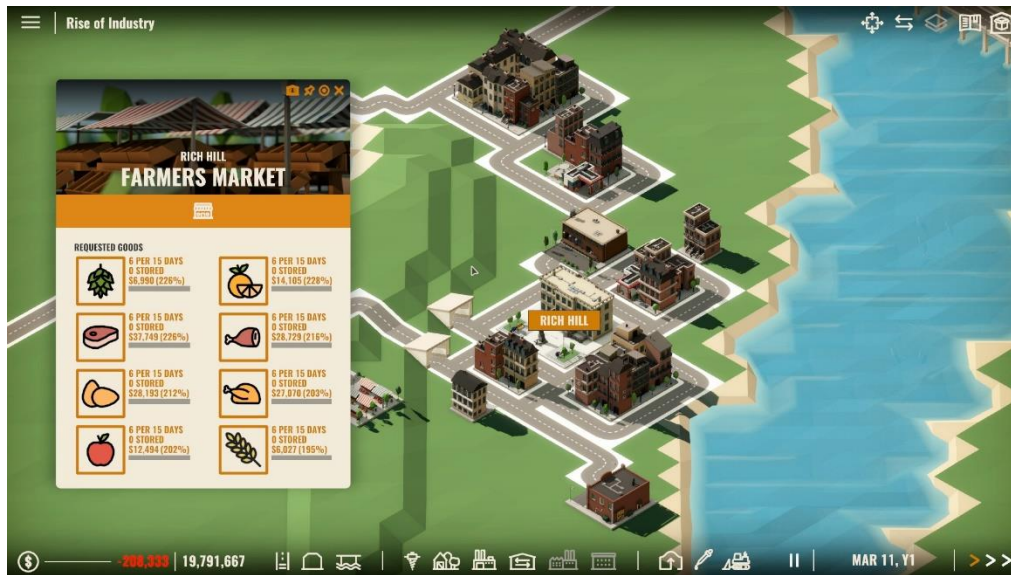 Rise of Industry
RICH HILL
FARMERS MARKET
REQUESTED GOODS
6 PER 15 DAYS
0 STORED
$6,990 (226%)
6 PER 15 DAYS
0 STORED
$14,105 (228%)
6 PER 15 DAYS
0 STORED
$37,749 (226%)
6 PER 15 DAYS
0 STORED
$28,729 (216%)
6 PER 15 DAYS
0 STORED
$28,193 (212%)
6 PER 15 DAYS
0 STORED
$27,070 (203%)
6 PER 15 DAYS
0 STORED
$12,494 (202%)
6 PER 15 DAYS
0 STORED
$6,027 (195%)
RICH HILL
-208,333 | 19,791,667
MAR 11, Y1